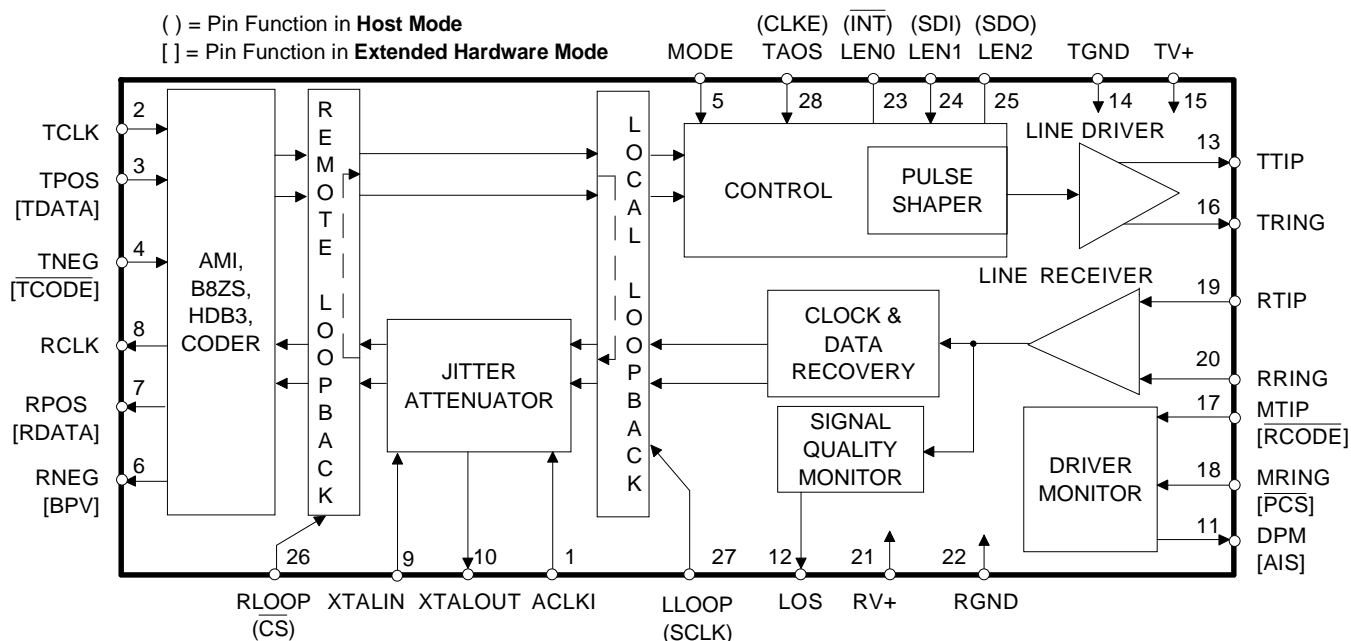 ( ) = Pin Function in Host Mode
[ ] = Pin Function in Extended Hardware Mode
(CLKE) (INT) (SDI) (SDO)
MODE TAOS LEN0 LEN1 LEN2 TGND TV+
5 28 23 24 25 14 15
2
TCLK
3
TPOS
[TDATA]
4
TNEG
[TCODE]
8
RCLK
7
RPOS
[RDATA]
6
RNEG
[BPV]
AMI,
B8ZS,
HDB3,
CODER
REMOTE LOOPBACK
JITTER
ATTENUATOR
LOCAL LOOPBACK
CONTROL
PULSE
SHAPER
LINE DRIVER
13
TTIP
16
TRING
LINE RECEIVER
19
RTIP
20
RRING
CLOCK &
DATA
RECOVERY
SIGNAL
QUALITY
MONITOR
DRIVER
MONITOR
17
MTIP
[RCODE]
18
MRING
[PCS]
11
DPM
[AIS]
26 9 10 1 27 12 21 22
RLOOP XTALIN XTALOUT ACLKI LLOOP LOS RV+ RGND
(CS) (SCLK)